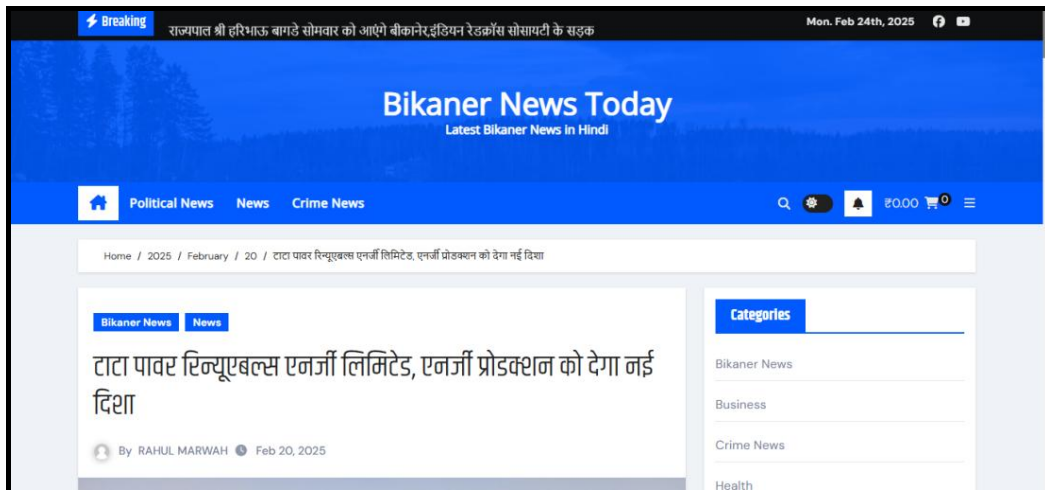 Breaking
राज्यपाल श्री हरिभाऊ बागडे सोमवार को आएंगे बीकानेर,इंडियन रेडक्रॉस सोसायटी के सड़क
Mon. Feb 24th, 2025
Bikaner News Today
Latest Bikaner News in Hindi
Political News News Crime News
₹0.00 0
Home / 2025 / February / 20 / टाटा पावर रिन्यूएबल्स एनर्जी लिमिटेड, एनर्जी प्रोडक्शन को देगा नई दिशा
Bikaner News News
टाटा पावर रिन्यूएबल्स एनर्जी लिमिटेड, एनर्जी प्रोडक्शन को देगा नई
दिशा
By RAHUL MARWAH Feb 20, 2025
Categories
Bikaner News
Business
Crime News
Health